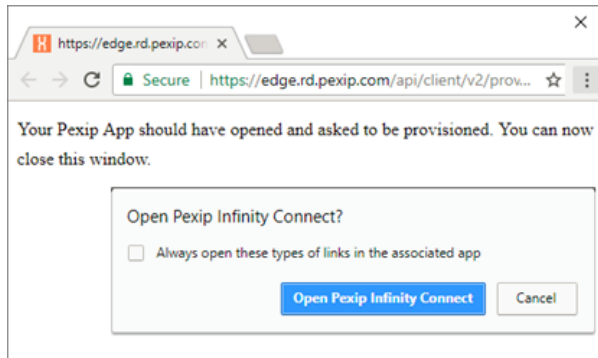 https://edge.rd.pexip.con
Secure | https://edge.rd.pexip.com/api/client/v2/prov...
Your Pexip App should have opened and asked to be provisioned. You can now
close this window.
Open Pexip Infinity Connect?
Always open these types of links in the associated app
Open Pexip Infinity Connect Cancel